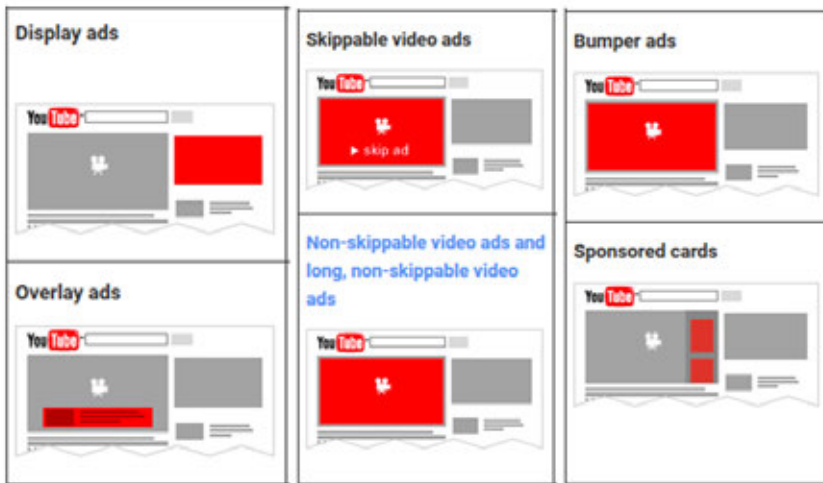 Display ads
YouTube
Overlay ads
YouTube
Skippable video ads
YouTube
skip ad
Non-skippable video ads and
long, non-skippable video
ads
YouTube
Bumper ads
YouTube
Sponsored cards
YouTube